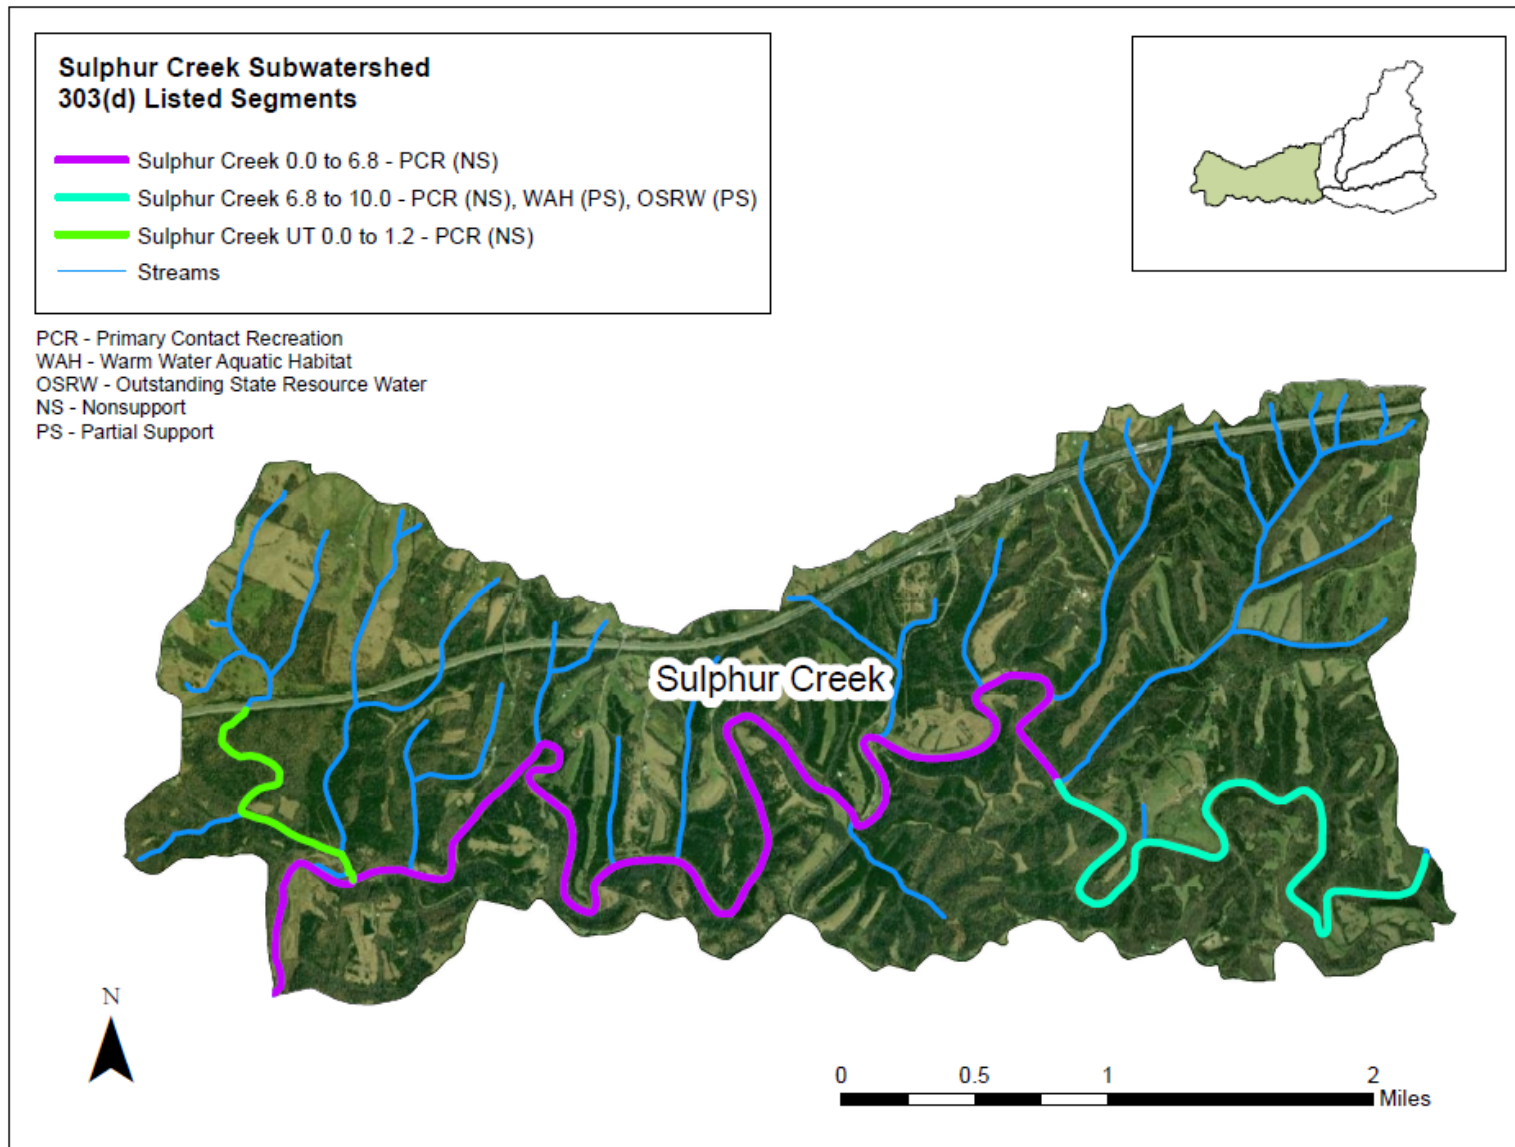 Sulphur Creek Subwatershed
303(d) Listed Segments
Sulphur Creek 0.0 to 6.8 - PCR (NS)
Sulphur Creek 6.8 to 10.0 - PCR (NS), WAH (PS), OSRW (PS)
Sulphur Creek UT 0.0 to 1.2 - PCR (NS)
Streams
PCR - Primary Contact Recreation
WAH - Warm Water Aquatic Habitat
OSRW - Outstanding State Resource Water
NS - Nonsupport
PS - Partial Support
Sulphur Creek
N
0 0.5 1 2
Miles